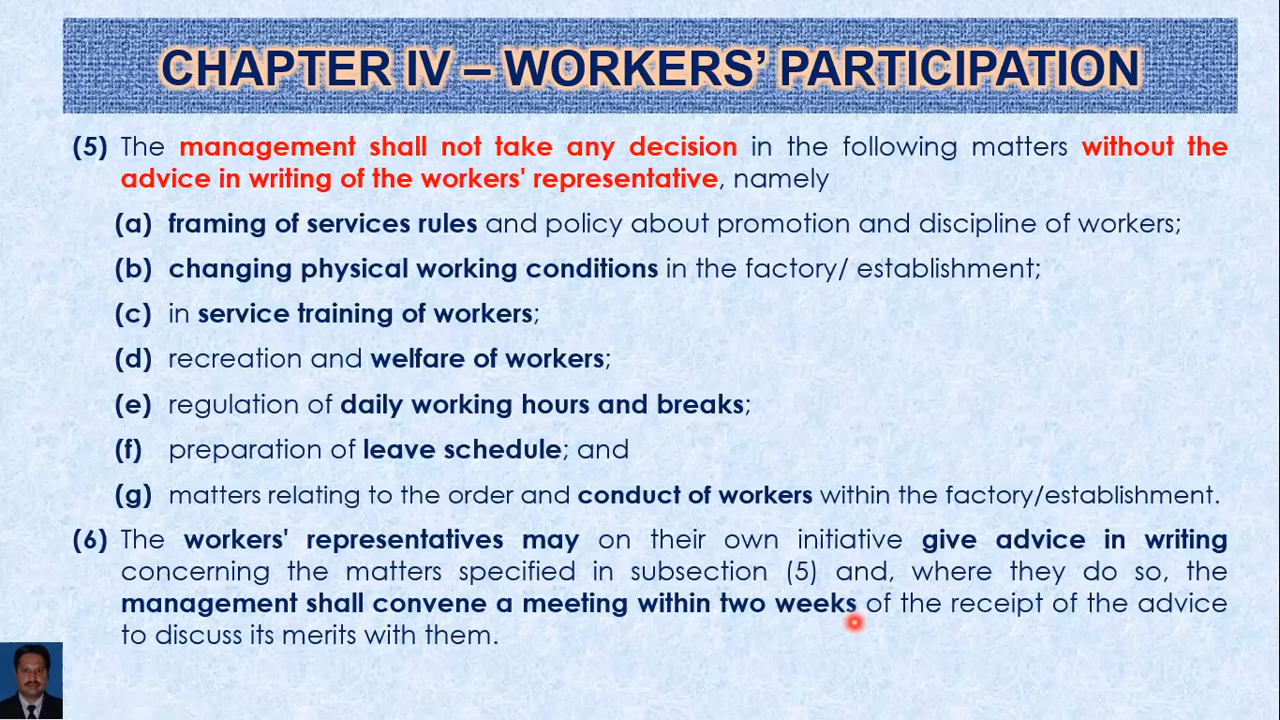 CHAPTER IV – WORKERS’ PARTICIPATION
(5) The management shall not take any decision in the following matters without the
advice in writing of the workers' representative, namely
(a) framing of services rules and policy about promotion and discipline of workers;
(b) changing physical working conditions in the factory/ establishment;
(c) in service training of workers;
(d) recreation and welfare of workers;
(e) regulation of daily working hours and breaks;
(f) preparation of leave schedule; and
(g) matters relating to the order and conduct of workers within the factory/establishment.
(6) The workers' representatives may on their own initiative give advice in writing
concerning the matters specified in subsection (5) and, where they do so, the
management shall convene a meeting within two weeks of the receipt of the advice
to discuss its merits with them.